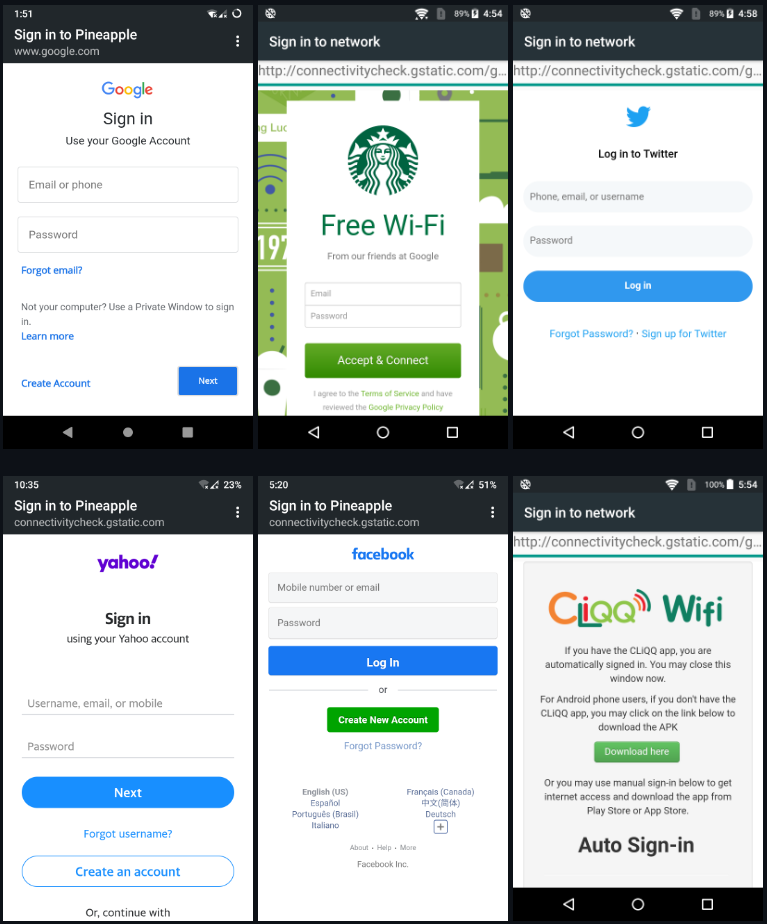 1:51
Sign in to Pineapple
www.google.com
Google
Sign in
Use your Google Account
Email or phone
Password
Forgot email?
Not your computer? Use a Private Window to sign
in.
Learn more
Create Account
Next
89% 4:54
Sign in to network
http://connectivitycheck.gstatic.com/g...
ng Luc
197
Free Wi-Fi
From our friends at Google
Email
Password
Accept & Connect
I agree to the Terms of Service and have
reviewed the Google Privacy Policy
89% 4:58
Sign in to network
http://connectivitycheck.gstatic.com/g...
Log in to Twitter
Phone, email, or username
Password
Log in
Forgot Password? · Sign up for Twitter
10:35 23%
Sign in to Pineapple
connectivitycheck.gstatic.com
yahoo!
Sign in
using your Yahoo account
Username, email, or mobile
Password
Next
Forgot username?
Create an account
Or, continue with
5:20 51%
Sign in to Pineapple
connectivitycheck.gstatic.com
facebook
Mobile number or email
Password
Log In
or
Create New Account
Forgot Password?
English (US) Français (Canada)
Español 中文(简体)
Português (Brasil) Deutsch
Italiano +
About · Help · More
Facebook Inc.
100% 5:54
Sign in to network
http://connectivitycheck.gstatic.com/g...
CLiQQ Wifi
If you have the CLiQQ app, you are
automatically signed in. You may close this
window now.
For Android phone users, if you don't have the
CLiQQ app, you may click on the link below to
download the APK
Download here
Or you may use manual sign-in below to get
internet access and download the app from
Play Store or App Store.
Auto Sign-in